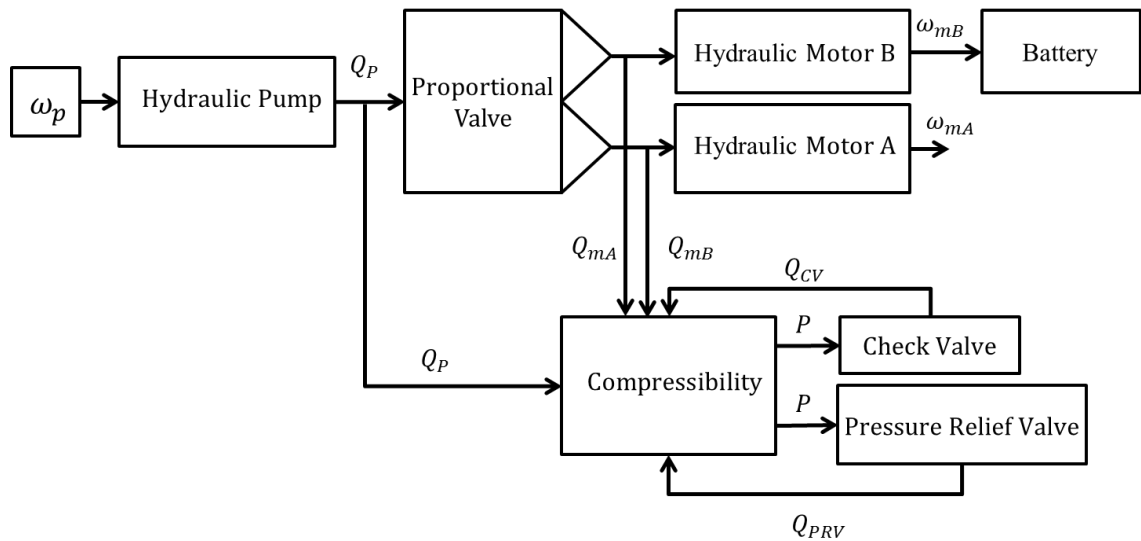 ω_p
Hydraulic Pump
Q_P
Proportional
Valve
Hydraulic Motor B
ω_mB
Battery
Hydraulic Motor A
ω_mA
Q_mA
Q_mB
Q_CV
Q_P
Compressibility
P
Check Valve
P
Pressure Relief Valve
Q_PRV